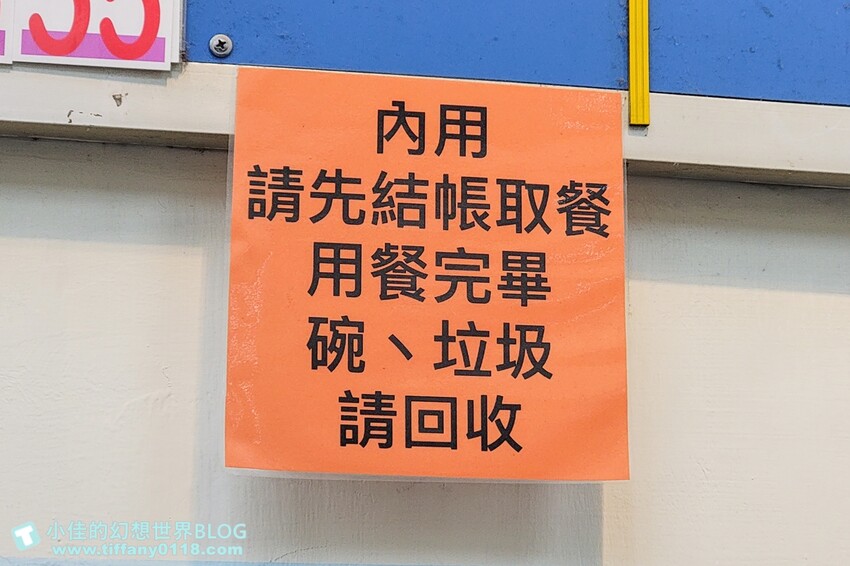 55
內用
請先結帳取餐
用餐完畢
碗、垃圾
請回收
小佳的幻想世界BLOG
www.tiffany0118.com